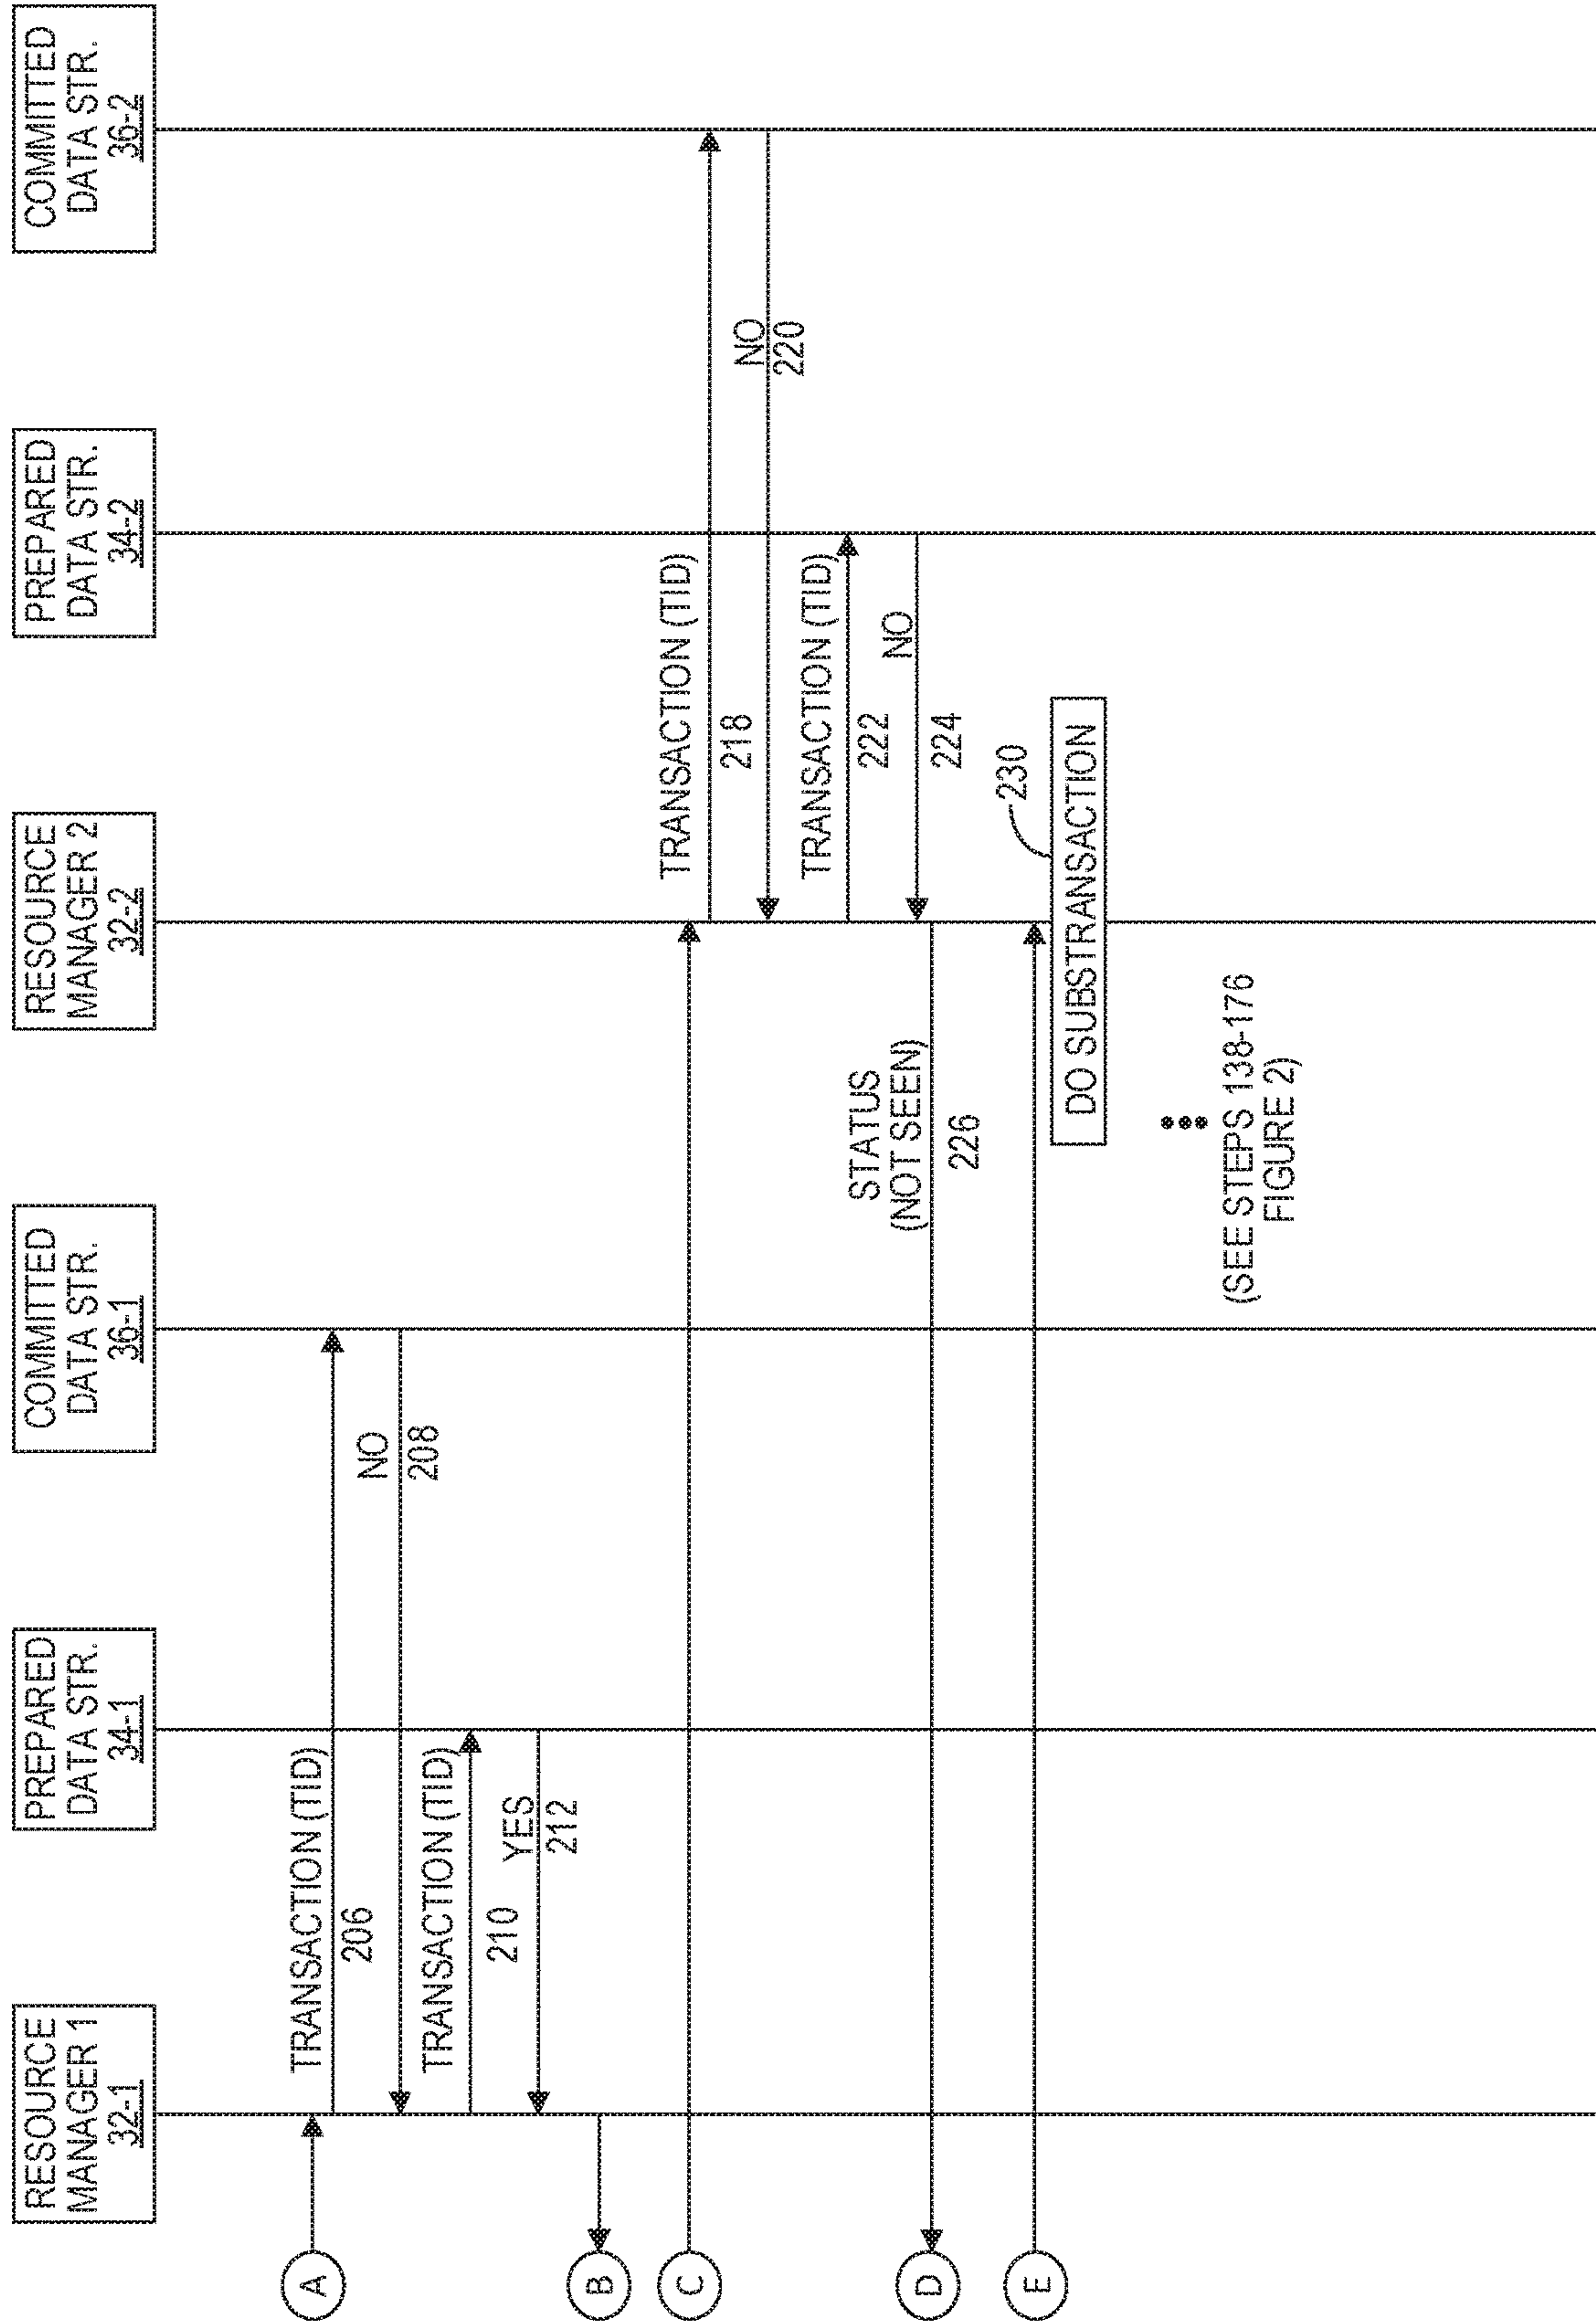 RESOURCE
MANAGER 1
32-1
PREPARED
DATA STR.
34-1
COMMITTED
DATA STR.
36-1
RESOURCE
MANAGER 2
32-2
PREPARED
DATA STR.
34-2
COMMITTED
DATA STR.
36-2
A
TRANSACTION (TID)
206
NO
208
TRANSACTION (TID)
210
YES
212
B
C
TRANSACTION (TID)
218
NO
220
TRANSACTION (TID)
222
NO
224
STATUS
(NOT SEEN)
226
D
E
230
DO SUBSTRANSACTION
(SEE STEPS 138-176
FIGURE 2)